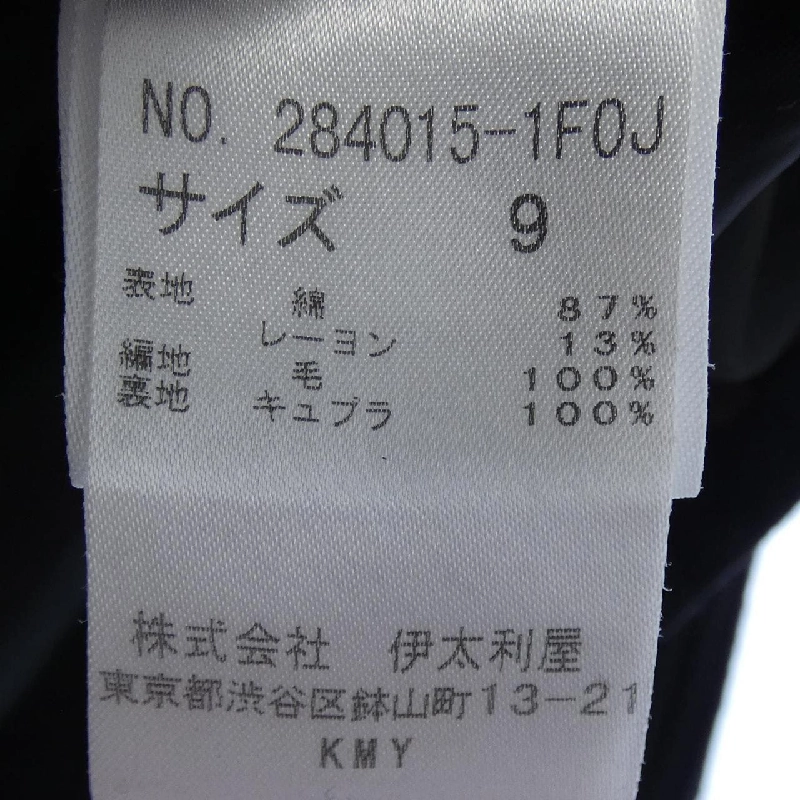 NO. 284015-1F0J
サイズ 9
表地 綿 87%
レーヨン 13%
編地 毛 100%
裏地 キュプラ 100%
株式会社 伊太利屋
東京都渋谷区鉢山町13-21
KMY